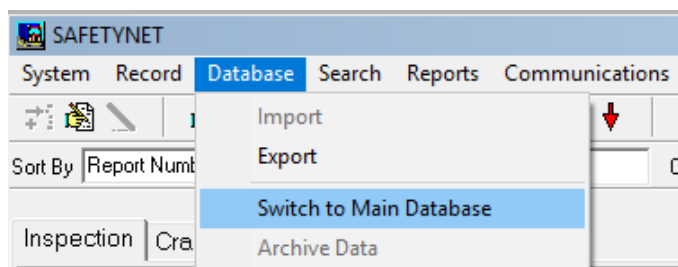 SAFETYNET
System Record Database Search Reports Communications
Import
Sort By Report Numb
Export
Switch to Main Database
Inspection Cra
Archive Data